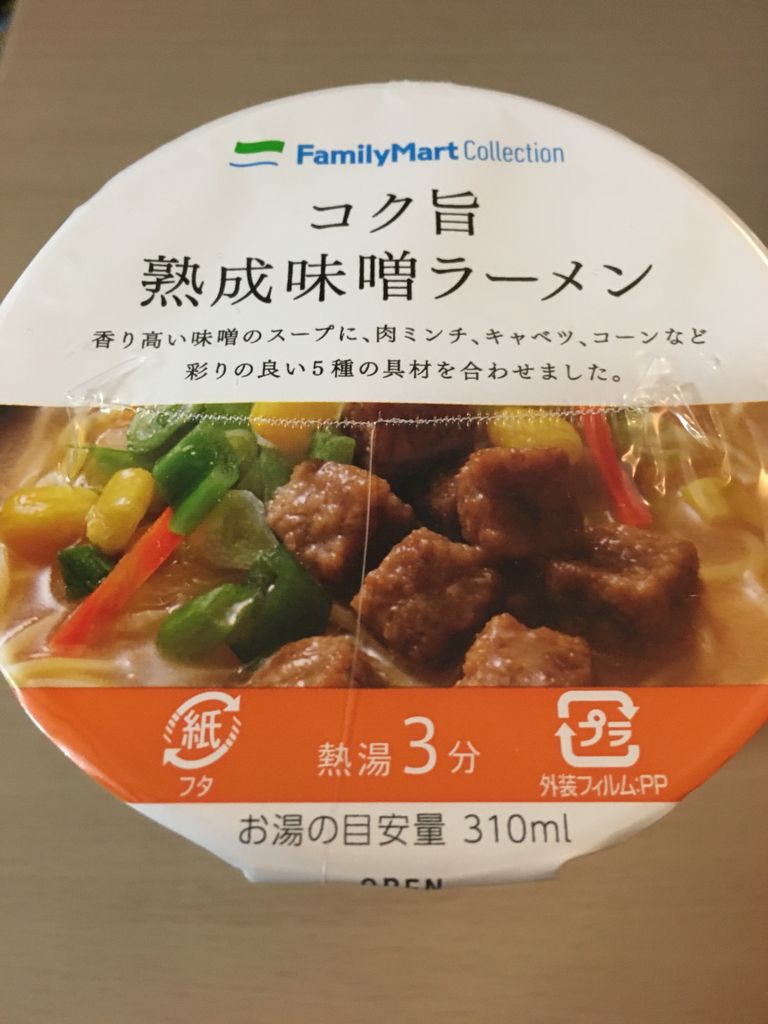 FamilyMart Collection
コク旨
熟成味噌ラーメン
香り高い味噌のスープに、肉ミンチ、キャベツ、コーンなど
彩りの良い5種の具材を合わせました。
紙
フタ
熱湯3分
プラ
外装フィルム:PP
お湯の目安量 310ml
OPEN